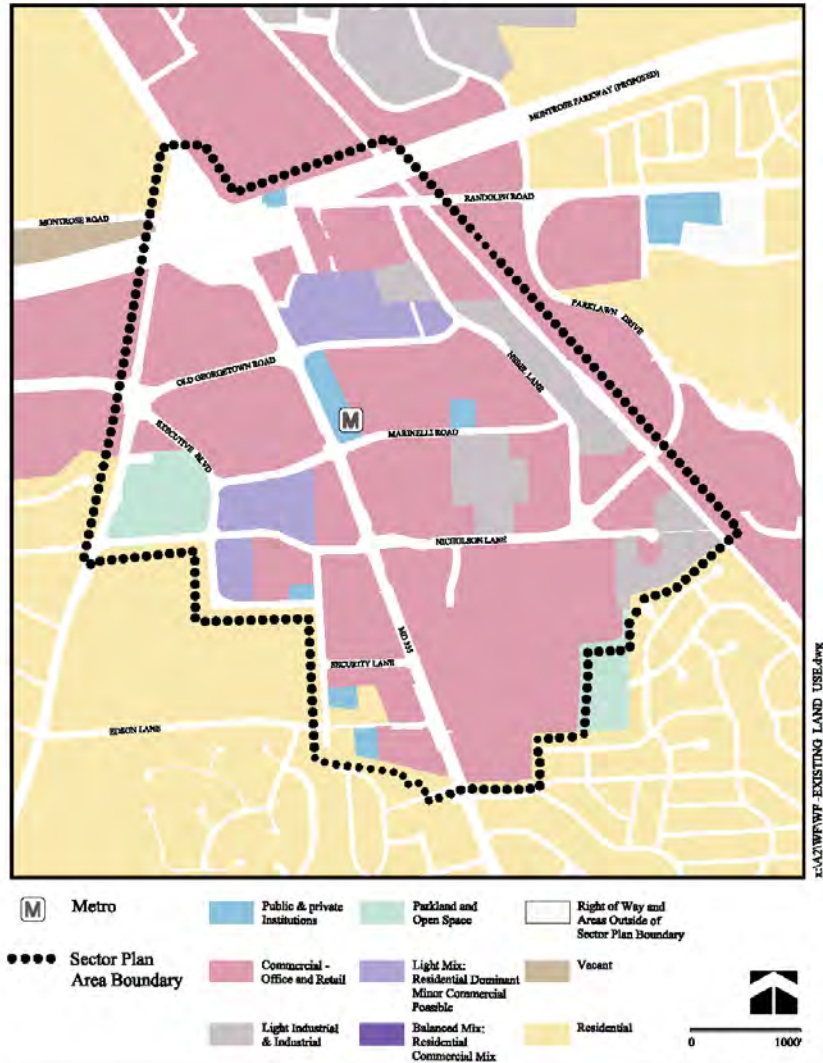 MONTROSE PARKWAY (PROPOSED)
RANDOLPH ROAD
MONTROSE ROAD
PARKLAWN DRIVE
OLD GEORGETOWN ROAD
NEBEL LANE
M
EXECUTIVE BLVD
MARINELLI ROAD
NICHOLSON LANE
MD 355
SECURITY LANE
EDSON LANE
x:\A2\WF\WF-EXISTING LAND USE.dwg
M Metro
Sector Plan
Area Boundary
Public & private
Institutions
Commercial -
Office and Retail
Light Industrial
& Industrial
Parkland and
Open Space
Light Mix:
Residential Dominant
Minor Commercial
Possible
Balanced Mix:
Residential
Commercial Mix
Right of Way and
Areas Outside of
Sector Plan Boundary
Vacant
Residential
0 1000'